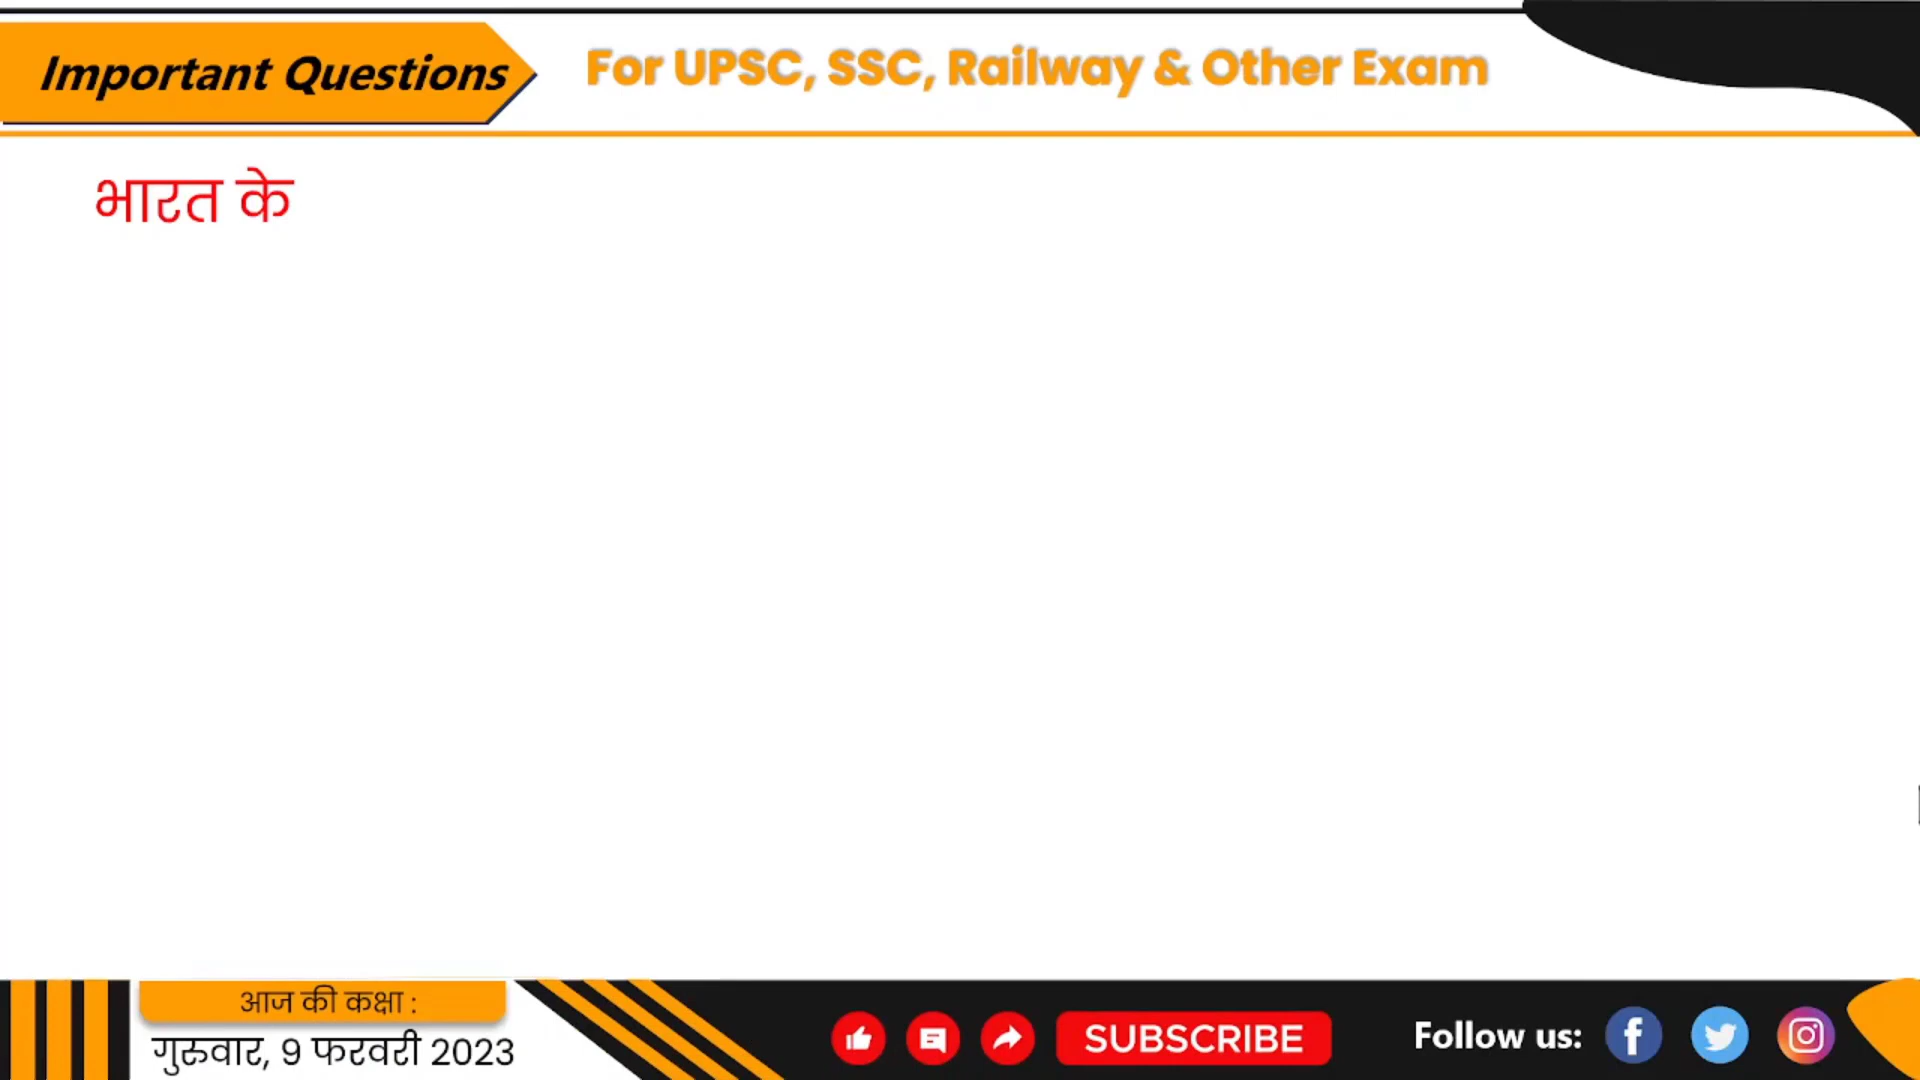 Important Questions
For UPSC, SSC, Railway & Other Exam
भारत के
आज की कक्षा :
गुरुवार, 9 फरवरी 2023
SUBSCRIBE
Follow us: